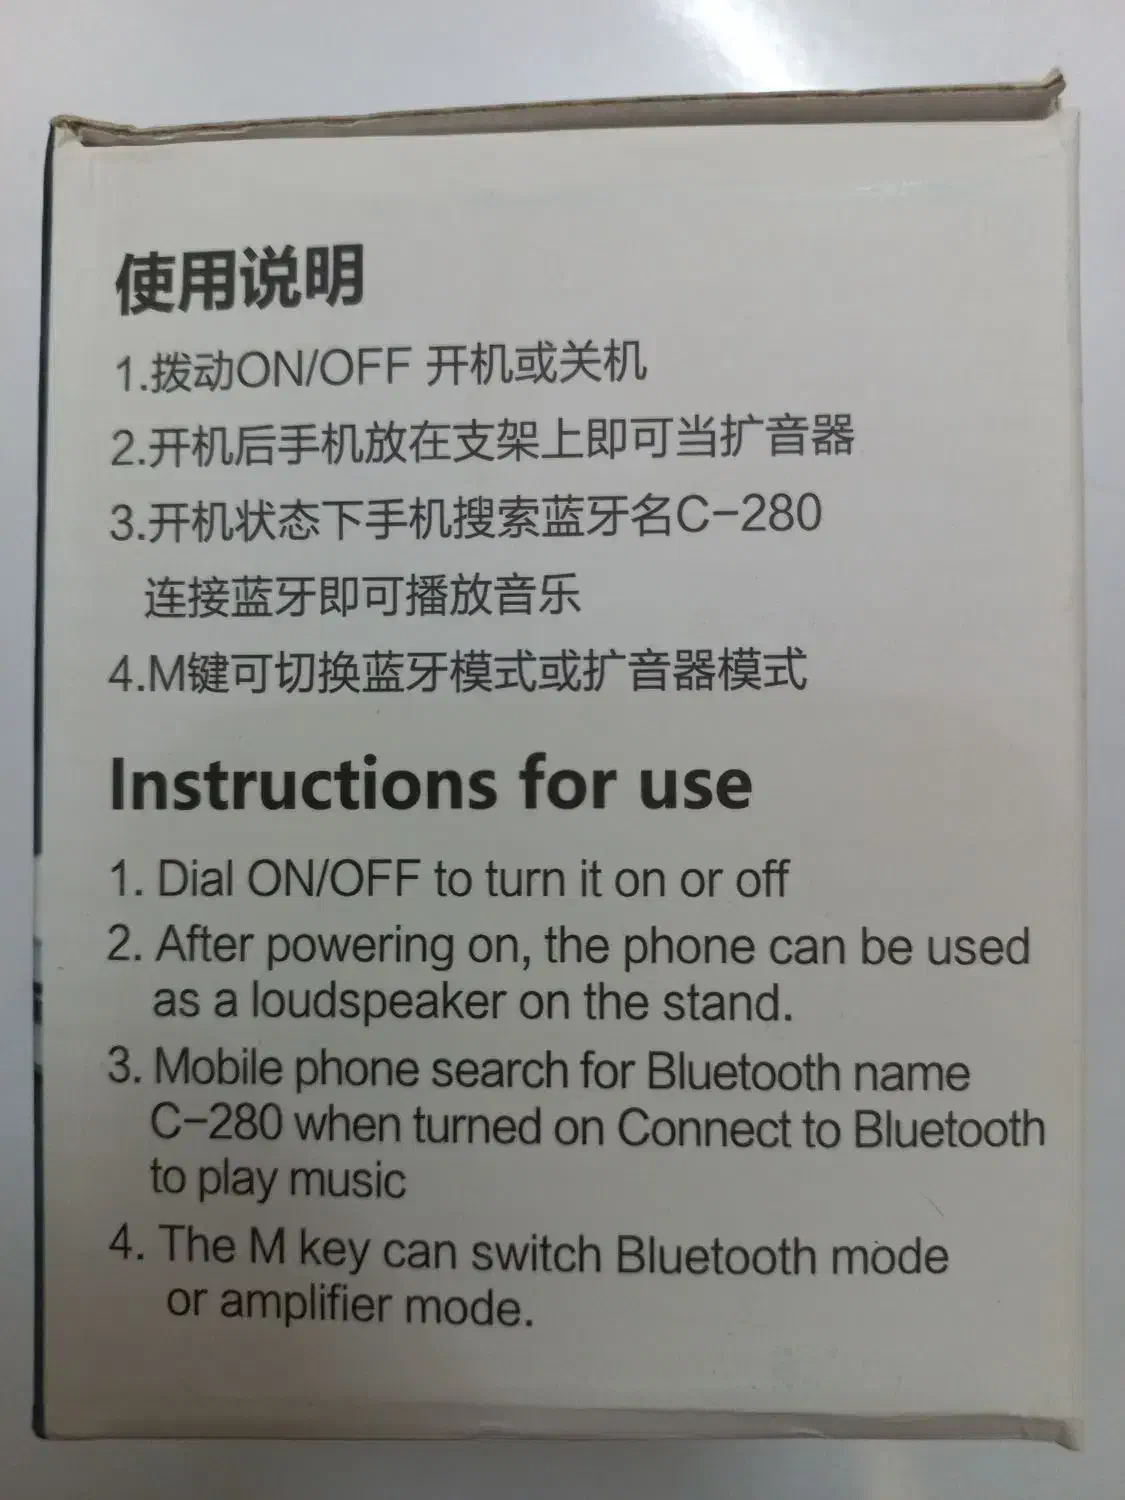 使用说明
1.拨动ON/OFF 开机或关机
2.开机后手机放在支架上即可当扩音器
3.开机状态下手机搜索蓝牙名C-280
连接蓝牙即可播放音乐
4.M键可切换蓝牙模式或扩音器模式
Instructions for use
1. Dial ON/OFF to turn it on or off
2. After powering on, the phone can be used
as a loudspeaker on the stand.
3. Mobile phone search for Bluetooth name
C-280 when turned on Connect to Bluetooth
to play music
4. The M key can switch Bluetooth mode
or amplifier mode.